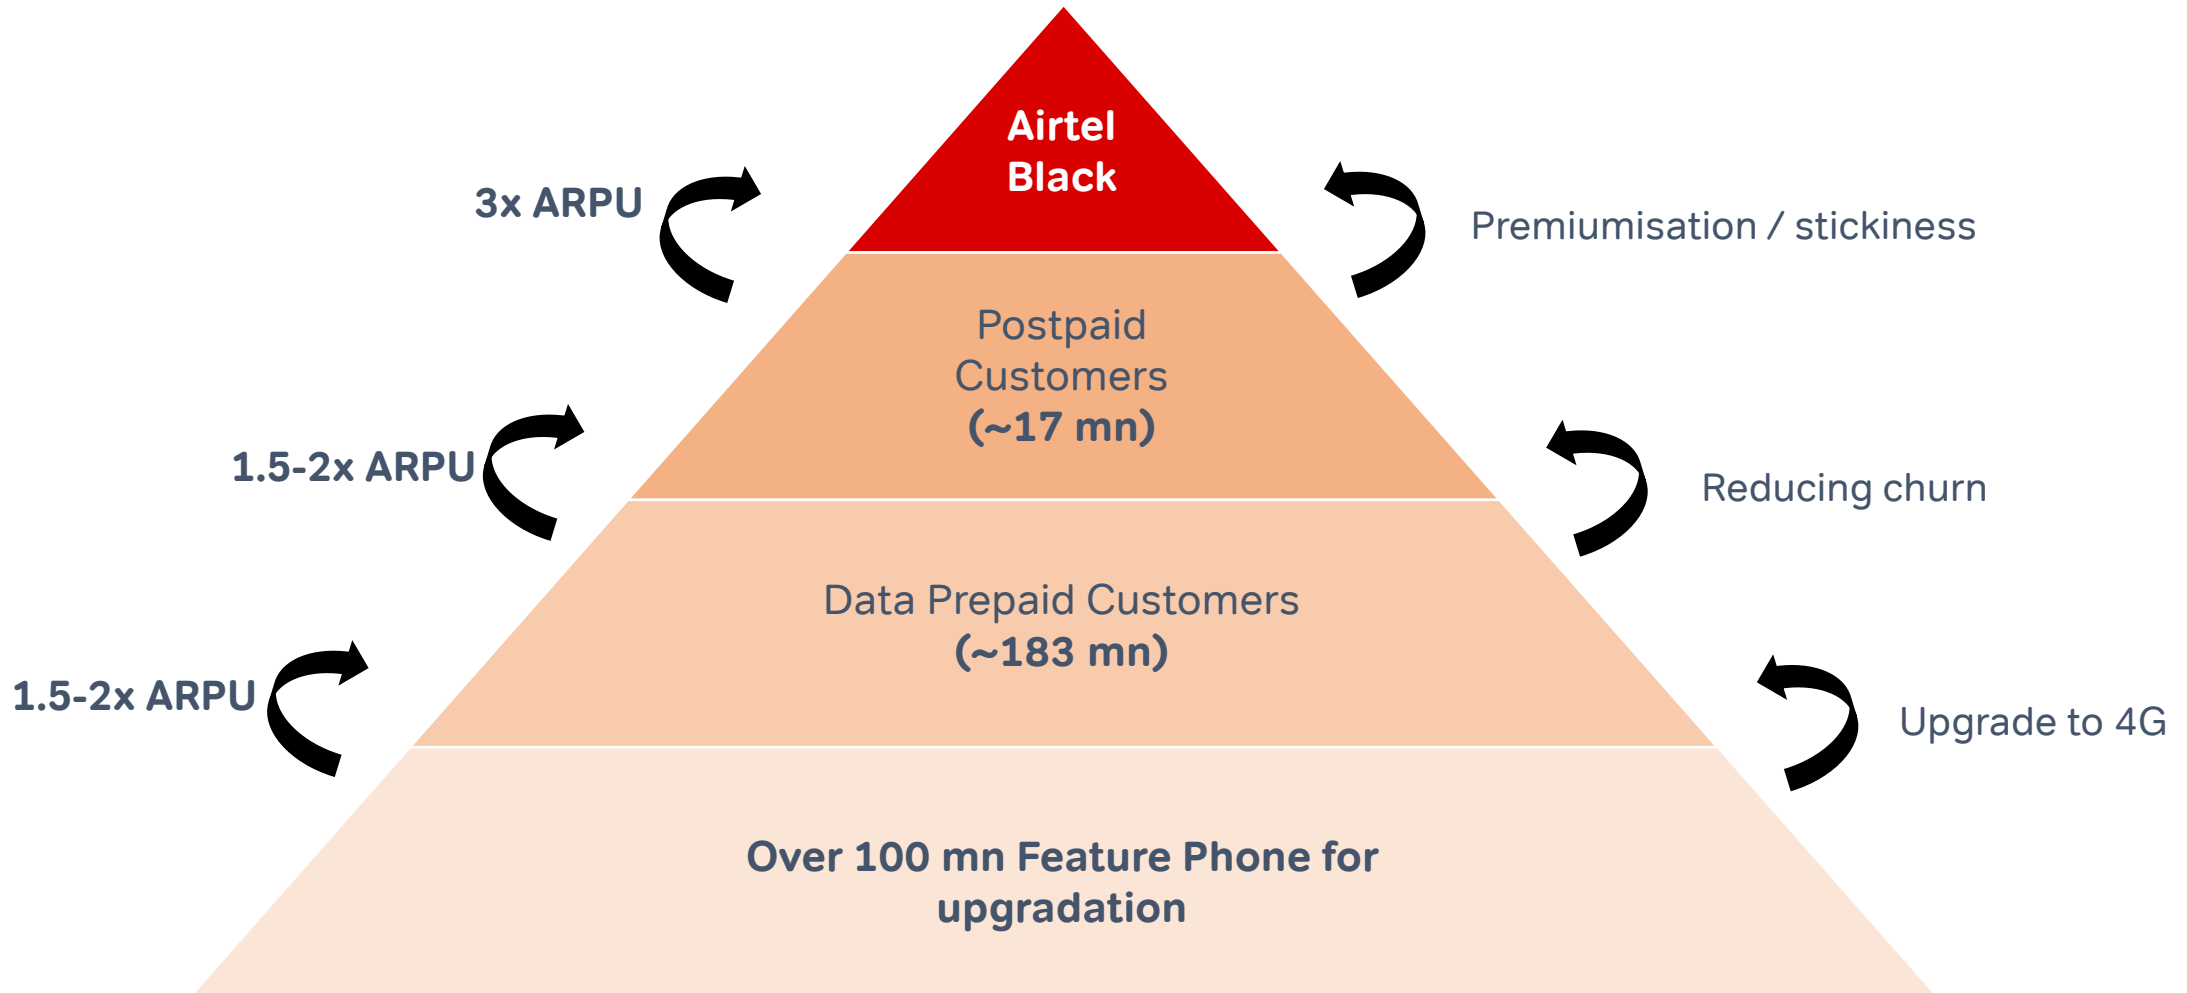 Airtel
Black
3x ARPU
Premiumisation / stickiness
Postpaid
Customers
(~17 mn)
1.5-2x ARPU
Reducing churn
Data Prepaid Customers
(~183 mn)
1.5-2x ARPU
Upgrade to 4G
Over 100 mn Feature Phone for
upgradation